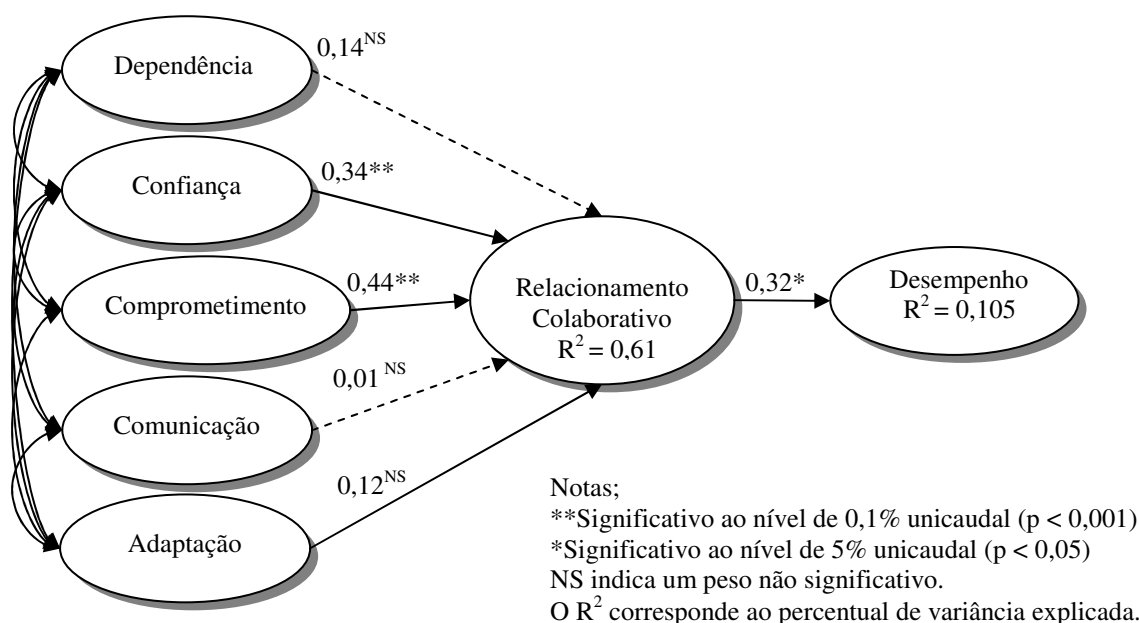 Dependência
0,14^NS
Confiança
0,34**
Comprometimento
0,44**
Comunicação
0,01 ^NS
Adaptação
0,12^NS
Relacionamento
Colaborativo
R² = 0,61
0,32*
Desempenho
R² = 0,105
Notas;
**Significativo ao nível de 0,1% unicaudal (p < 0,001)
*Significativo ao nível de 5% unicaudal (p < 0,05)
NS indica um peso não significativo.
O R² corresponde ao percentual de variância explicada.